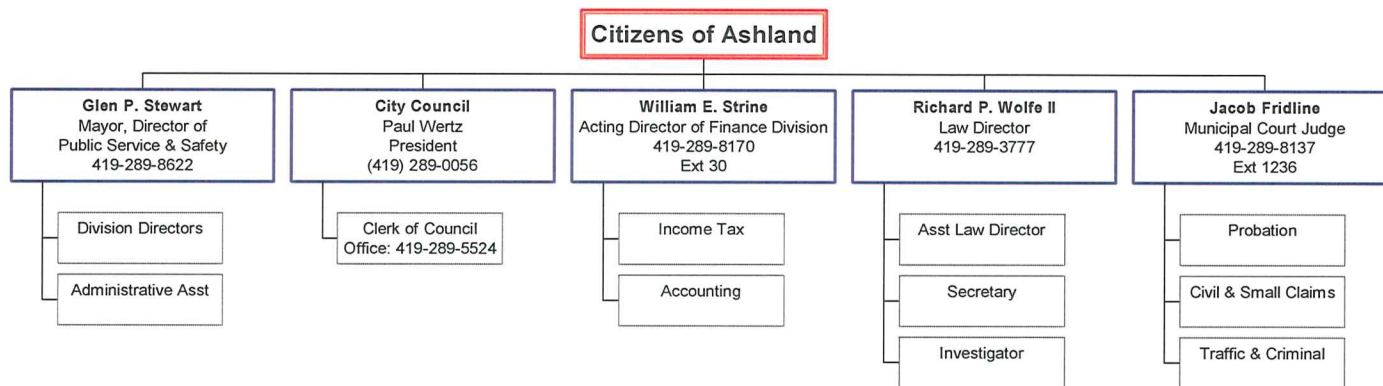 Citizens of Ashland
Glen P. Stewart
Mayor, Director of
Public Service & Safety
419-289-8622
Division Directors
Administrative Asst
City Council
Paul Wertz
President
(419) 289-0056
Clerk of Council
Office: 419-289-5524
William E. Strine
Acting Director of Finance Division
419-289-8170
Ext 30
Income Tax
Accounting
Richard P. Wolfe II
Law Director
419-289-3777
Asst Law Director
Secretary
Investigator
Jacob Fridline
Municipal Court Judge
419-289-8137
Ext 1236
Probation
Civil & Small Claims
Traffic & Criminal